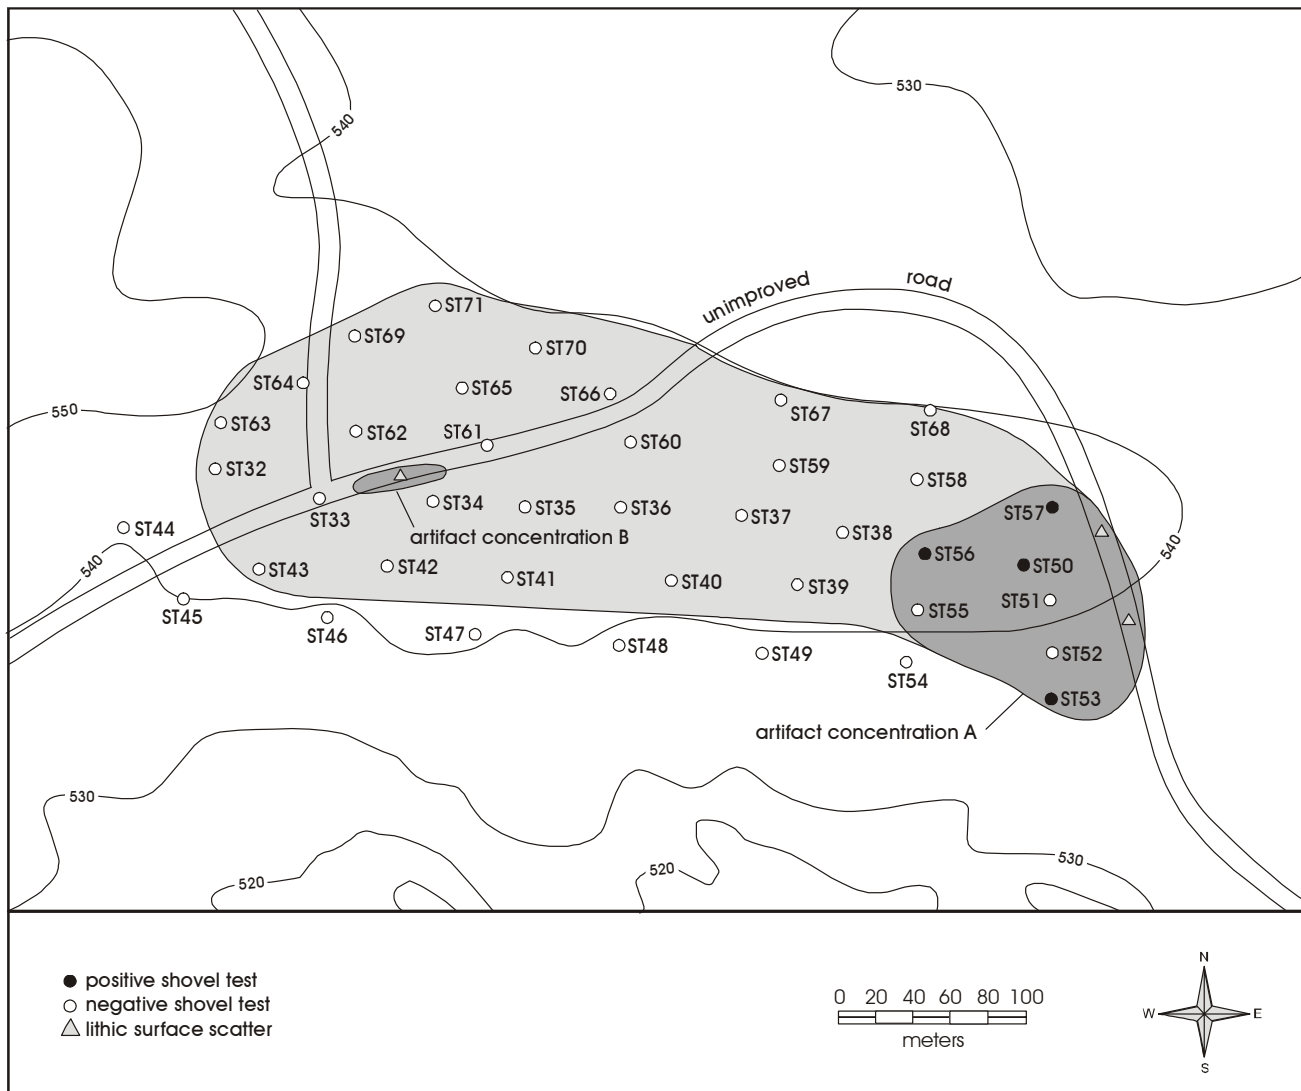 530
540
unimproved road
ST71
ST69
ST70
ST64
ST65
ST66
550
ST67
ST63
ST68
ST62
ST61
ST60
ST32
ST59
ST58
ST33
ST34
ST35
ST36
ST37
ST57
ST44
artifact concentration B
ST38
540
ST56
540
ST43
ST42
ST41
ST40
ST39
ST50
ST51
ST45
ST55
ST46
ST47
ST48
ST49
ST54
ST52
ST53
artifact concentration A
530
530
520
520
positive shovel test
negative shovel test
lithic surface scatter
0 20 40 60 80 100
meters
N
W E
S